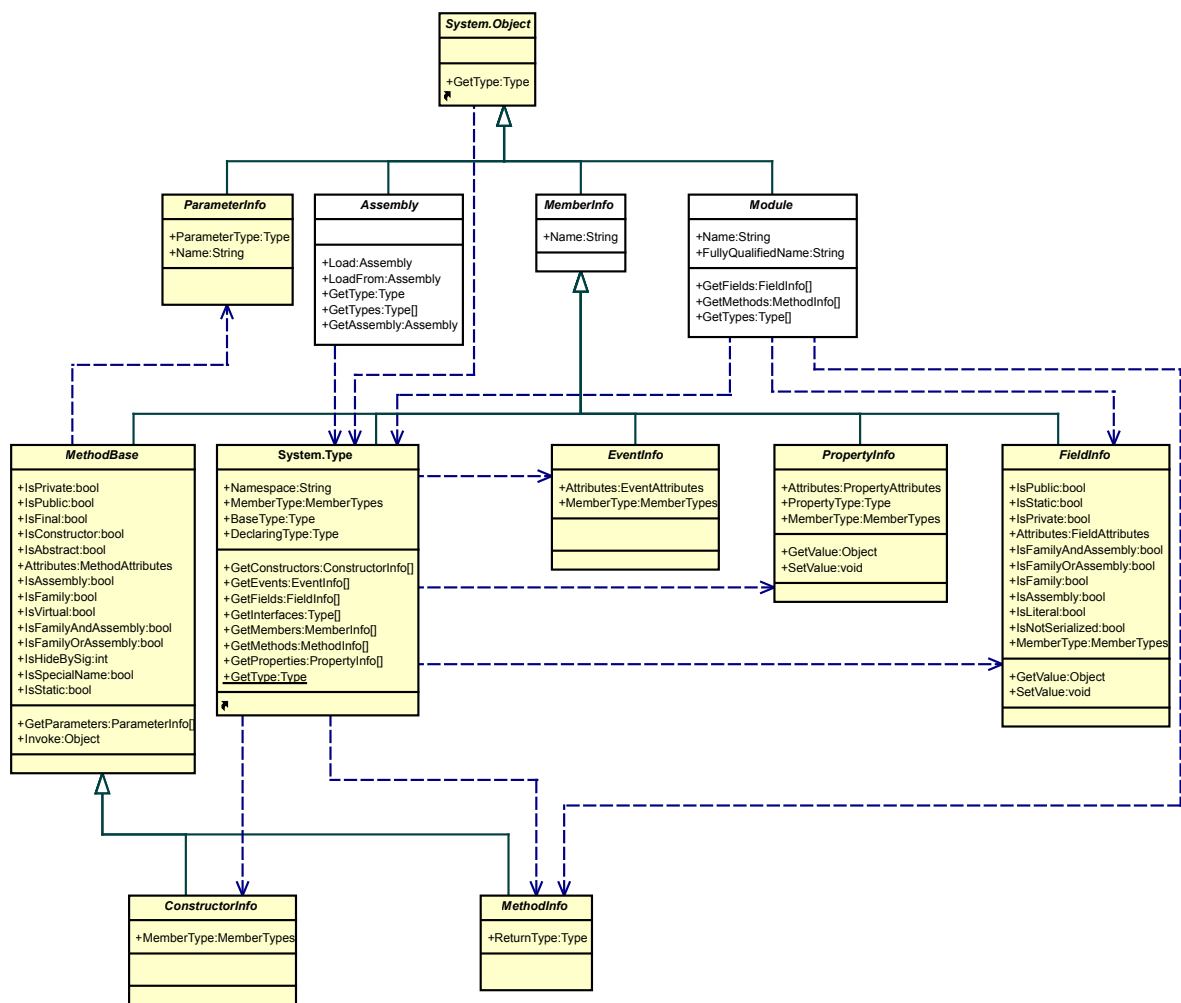 System.Object
+GetType:Type
ParameterInfo
+ParameterType:Type
+Name:String
Assembly
+Load:Assembly
+LoadFrom:Assembly
+GetType:Type
+GetTypes:Type[]
+GetAssembly:Assembly
MemberInfo
+Name:String
Module
+Name:String
+FullyQualifiedName:String
+GetFields:FieldInfo[]
+GetMethods:MethodInfo[]
+GetTypes:Type[]
MethodBase
+IsPrivate:bool
+IsPublic:bool
+IsFinal:bool
+IsConstructor:bool
+IsAbstract:bool
+Attributes:MethodAttributes
+IsAssembly:bool
+IsFamily:bool
+IsVirtual:bool
+IsFamilyAndAssembly:bool
+IsFamilyOrAssembly:bool
+IsHideBySig:int
+IsSpecialName:bool
+IsStatic:bool
+GetParameters:ParameterInfo[]
+Invoke:Object
System.Type
+Namespace:String
+MemberType:MemberTypes
+BaseType:Type
+DeclaringType:Type
+GetConstructors:ConstructorInfo[]
+GetEvents:EventInfo[]
+GetFields:FieldInfo[]
+GetInterfaces:Type[]
+GetMembers:MemberInfo[]
+GetMethods:MethodInfo[]
+GetProperties:PropertyInfo[]
+GetType:Type
EventInfo
+Attributes:EventAttributes
+MemberType:MemberTypes
PropertyInfo
+Attributes:PropertyAttributes
+PropertyType:Type
+MemberType:MemberTypes
+GetValue:Object
+SetValue:void
FieldInfo
+IsPublic:bool
+IsStatic:bool
+IsPrivate:bool
+Attributes:FieldAttributes
+IsFamilyAndAssembly:bool
+IsFamilyOrAssembly:bool
+IsFamily:bool
+IsAssembly:bool
+IsLiteral:bool
+IsNotSerialized:bool
+MemberType:MemberTypes
+GetValue:Object
+SetValue:void
ConstructorInfo
+MemberType:MemberTypes
MethodInfo
+ReturnType:Type